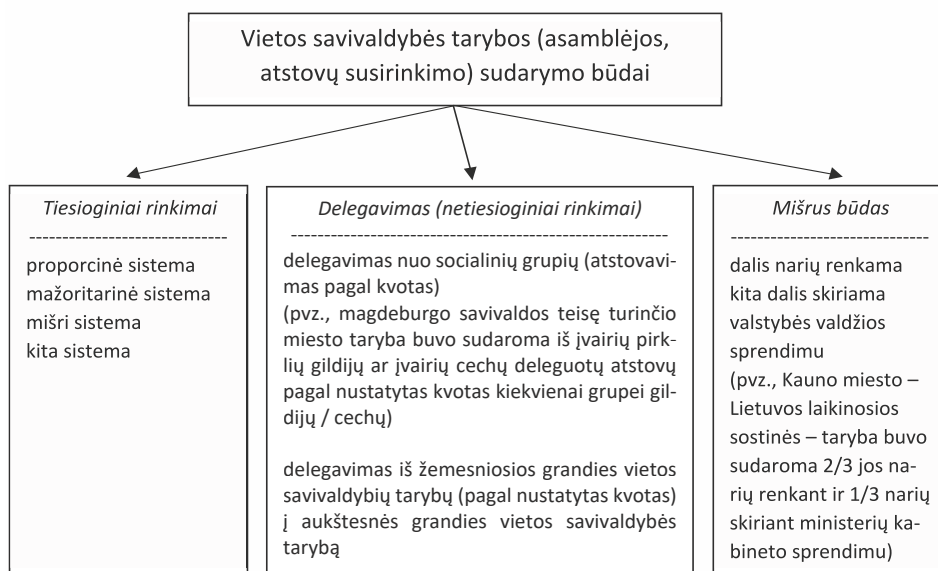 Vietos savivaldybės tarybos (asamblėjos,
atstovų susirinkimo) sudarymo būdai
Tiesioginiai rinkimai
------------------------------
proporcinė sistema
mažoritarinė sistema
mišri sistema
kita sistema
Delegavimas (netiesioginiai rinkimai)
---------------------------------------------------------
delegavimas nuo socialinių grupių (atstovavi-
mas pagal kvotas)
(pvz., magdeburgo savivaldos teisę turinčio
miesto taryba buvo sudaroma iš įvairių pirk-
lių gildijų ar įvairių cechų deleguotų atstovų
pagal nustatytas kvotas kiekvienai grupei gil-
dijų / cechų)
delegavimas iš žemesniosios grandies vietos
savivaldybių tarybų (pagal nustatytas kvotas)
į aukštesnės grandies vietos savivaldybės
tarybą
Mišrus būdas
------------------------------
dalis narių renkama
kita dalis skiriama
valstybės valdžios
sprendimu
(pvz., Kauno miesto –
Lietuvos laikinosios
sostinės – taryba buvo
sudaroma 2/3 jos na-
rių renkant ir 1/3 narių
skiriant ministerių ka-
bineto sprendimu)